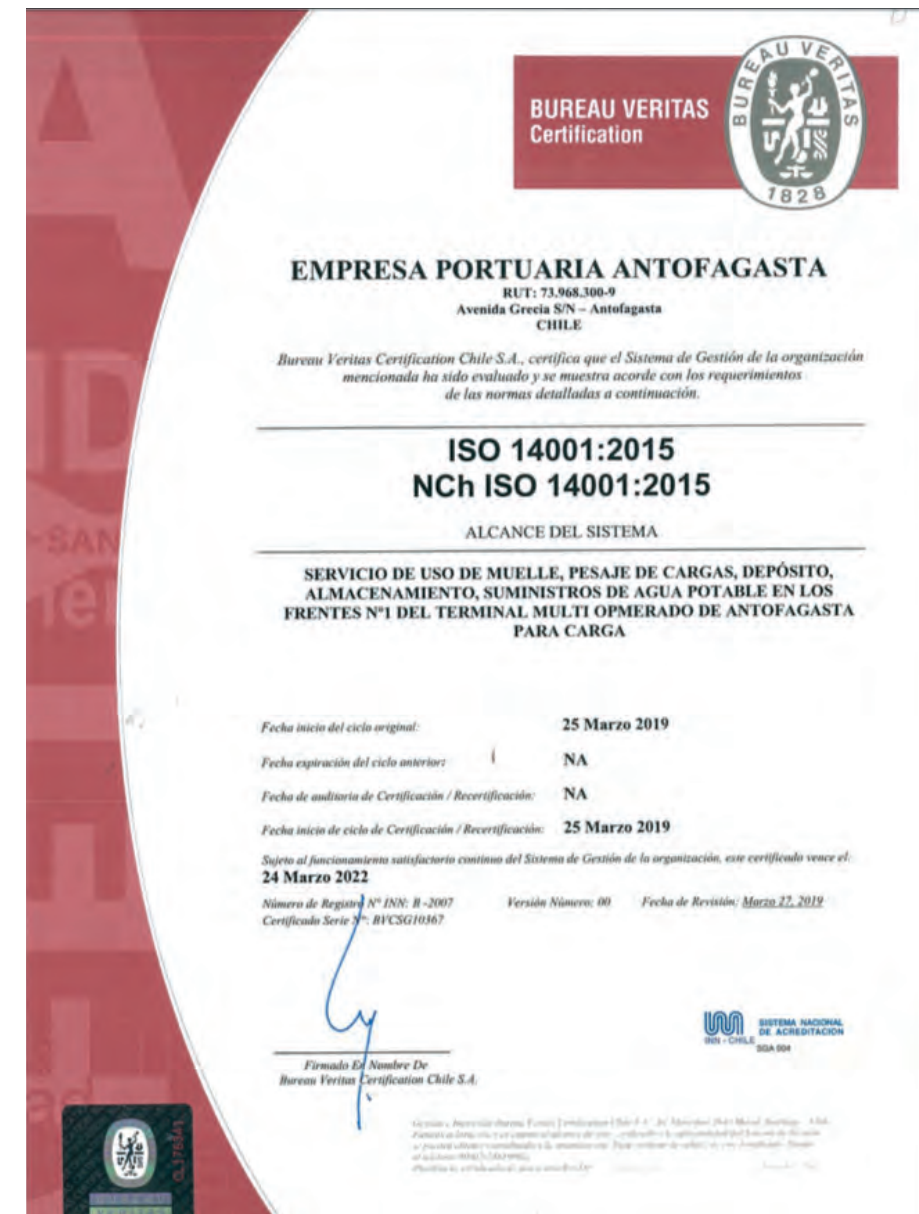 BUREAU VERITAS
Certification
BUREAU VERITAS
1828
EMPRESA PORTUARIA ANTOFAGASTA
RUT: 73.968.300-9
Avenida Grecia S/N – Antofagasta
CHILE
Bureau Veritas Certification Chile S.A., certifica que el Sistema de Gestión de la organización
mencionada ha sido evaluado y se muestra acorde con los requerimientos
de las normas detalladas a continuación.
ISO 14001:2015
NCh ISO 14001:2015
ALCANCE DEL SISTEMA
SERVICIO DE USO DE MUELLE, PESAJE DE CARGAS, DEPÓSITO,
ALMACENAMIENTO, SUMINISTROS DE AGUA POTABLE EN LOS
FRENTES N°1 DEL TERMINAL MULTI OPMERADO DE ANTOFAGASTA
PARA CARGA
Fecha inicio del ciclo original: 25 Marzo 2019
Fecha expiración del ciclo anterior: NA
Fecha de auditoria de Certificación / Recertificación: NA
Fecha inicio de ciclo de Certificación / Recertificación: 25 Marzo 2019
Sujeto al funcionamiento satisfactorio continuo del Sistema de Gestión de la organización, este certificado vence el:
24 Marzo 2022
Número de Registro N° INN: B -2007 Versión Número: 00 Fecha de Revisión: Marzo 27, 2019
Certificado Serie N°: BVCSG10367
INN - CHILE
SISTEMA NACIONAL
DE ACREDITACION
SGA 004
Firmado En Nombre De
Bureau Veritas Certification Chile S.A.